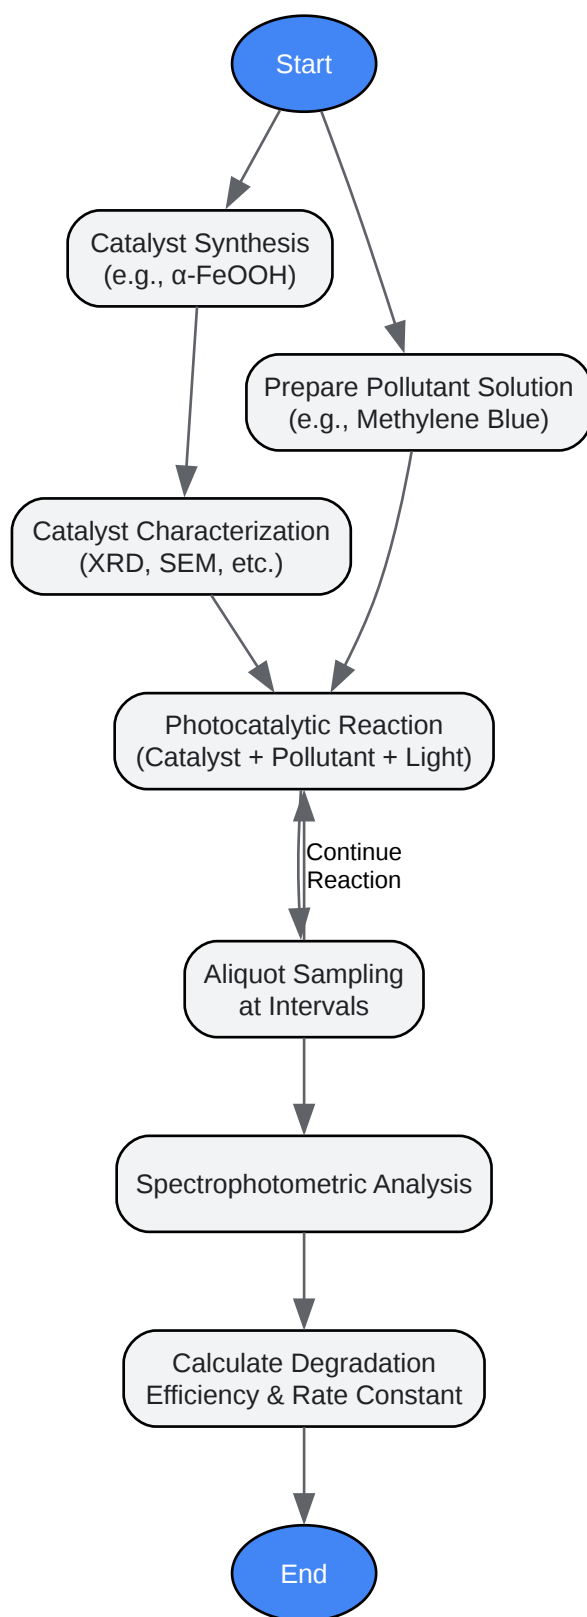 Start
Catalyst Synthesis
(e.g., α-FeOOH)
Prepare Pollutant Solution
(e.g., Methylene Blue)
Catalyst Characterization
(XRD, SEM, etc.)
Photocatalytic Reaction
(Catalyst + Pollutant + Light)
Continue
Reaction
Aliquot Sampling
at Intervals
Spectrophotometric Analysis
Calculate Degradation
Efficiency & Rate Constant
End